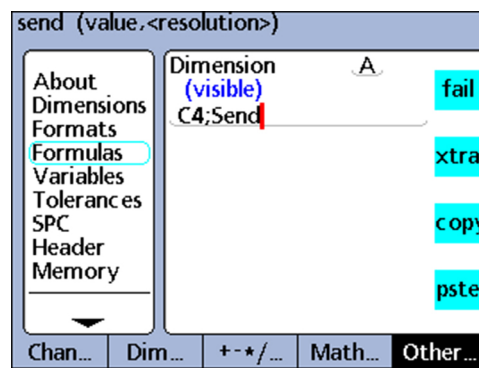 send (value,<resolution>)
About
Dimensions
Formats
Formulas
Variables
Tolerances
SPC
Header
Memory
Dimension A
(visible)
C4;Send
fail
xtra
copy
pste
Chan... Dim... +-*/... Math... Other...